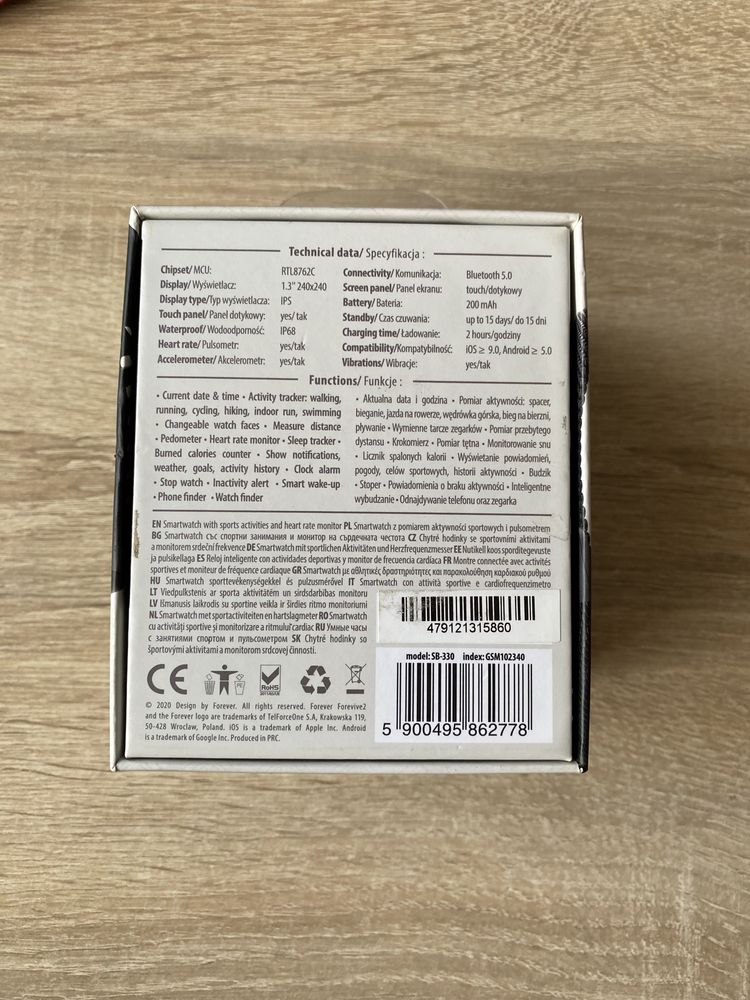 Technical data/ Specyfikacja :
Chipset/ MCU: RTL8762C
Display/ Wyświetlacz: 1.3" 240x240
Display type/Typ wyświetlacza: IPS
Touch panel/ Panel dotykowy: yes/ tak
Waterproof/ Wodoodporność: IP68
Heart rate/ Pulsometr: yes/tak
Accelerometer/ Akcelerometr: yes/tak
Connectivity/ Komunikacja: Bluetooth 5.0
Screen panel/ Panel ekranu: touch/dotykowy
Battery/ Bateria: 200 mAh
Standby/ Czas czuwania: up to 15 days/ do 15 dni
Charging time/ Ładowanie: 2 hours/godziny
Compatibility/Kompatybilność: iOS ≥ 9.0, Android ≥ 5.0
Vibrations/ Wibracje: yes/tak
Functions/ Funkcje :
• Current date & time • Activity tracker: walking,
running, cycling, hiking, indoor run, swimming
• Changeable watch faces • Measure distance
• Pedometer • Heart rate monitor • Sleep tracker •
Burned calories counter • Show notifications,
weather, goals, activity history • Clock alarm
• Stop watch • Inactivity alert • Smart wake-up
• Phone finder • Watch finder
• Aktualna data i godzina • Pomiar aktywności: spacer,
bieganie, jazda na rowerze, wędrówka górska, bieg na bierzni,
pływanie • Wymienne tarcze zegarków • Pomiar przebytego
dystansu • Krokomierz • Pomiar tętna • Monitorowanie snu
• Licznik spalonych kalorii • Wyświetanie powiadomień,
pogody, celów sportowych, historii aktywności • Budzik
• Stoper • Powiadomienia o braku aktywności • Inteligentne
wybudzanie • Odnajdywanie telefonu oraz zegarka
EN Smartwatch with sports activities and heart rate monitor PL Smartwatch z pomiarem aktywności sportowych i pulsometrem
BG Smartwatch със спортни занимания и монитор на сърдечната честота CZ Chytré hodinky se sportovními aktivitami
a monitorem srdeční frekvence DE Smartwatch mit sportlichen Aktivitäten und Herzfrequenzmesser EE Nutikell koos sporditegevuste
ja pulsikellaga ES Reloj inteligente con actividades deportivas y monitor de frecuencia cardiaca FR Montre connectée avec activités
sportives et moniteur de fréquence cardiaque GR Smartwatch με αθλητικές δραστηριότητες και παρακολούθηση καρδιακού ρυθμού
HU Smartwatch sporttevékenységekkel és pulzusmérővel IT Smartwatch con attività sportive e cardiofrequenzimetro
LT Viedpulkstenis ar sporta aktivitātēm un sirdsdarbības monitoru
LV Išmanusis laikrodis su sportine veikla ir širdies ritmo monitoriumi
NL Smartwatch met sportactiviteiten en hartslagmeter RO Smartwatch
cu activități sportive și monitorizare a ritmului cardiac RU Умные часы
с занятиями спортом и пульсометром SK Chytré hodinky so
športovými aktivitami a monitorom srdcovej činnosti.
479121315860
model: SB-330 index: GSM102340
5 900495 862778
CE
PAP
PE
RoHS
© 2020 Design by Forever. All rights reserved. Forever Forevive2
and the Forever logo are trademarks of TelForceOne S.A, Krakowska 119,
50-428 Wroclaw, Poland. iOS is a trademark of Apple Inc. Android
is a trademark of Google Inc. Produced in PRC.